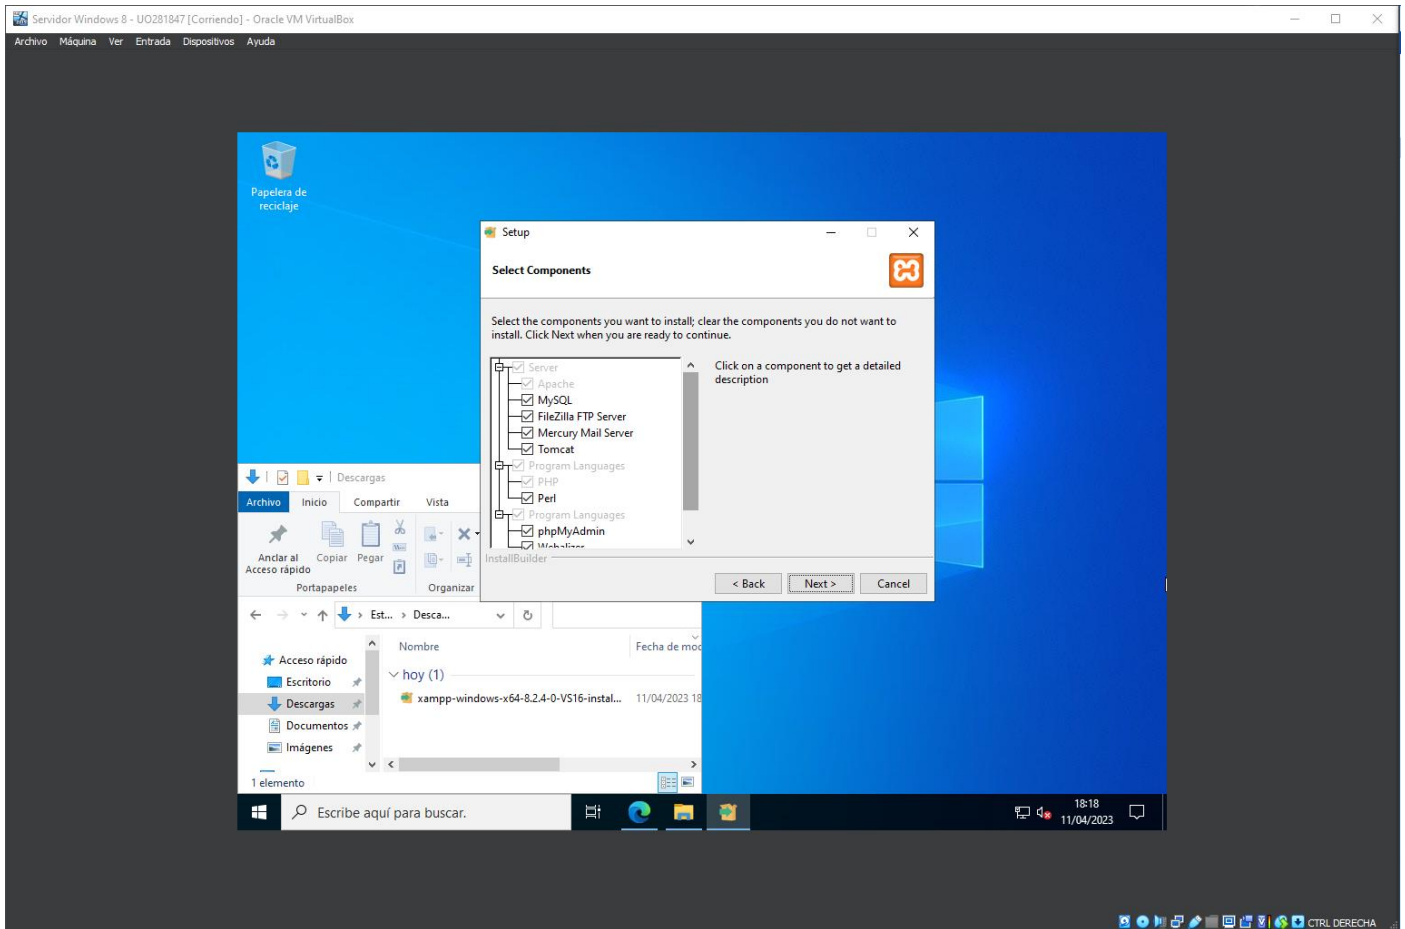 Servidor Windows 8 - UO281847 [Corriendo] - Oracle VM VirtualBox
Archivo Máquina Ver Entrada Dispositivos Ayuda
Papelera de
reciclaje
Setup
Select Components
Select the components you want to install; clear the components you do not want to
install. Click Next when you are ready to continue.
Server
Apache
MySQL
FileZilla FTP Server
Mercury Mail Server
Tomcat
Program Languages
PHP
Perl
Program Languages
phpMyAdmin
Webalizer
Click on a component to get a detailed
description
InstallBuilder
< Back Next > Cancel
Descargas
Archivo Inicio Compartir Vista
Anclar al
Acceso rápido
Copiar Pegar
Portapapeles Organizar
Est... > Desca...
Nombre Fecha de moc
Acceso rápido
Escritorio
Descargas
Documentos
Imágenes
hoy (1)
xampp-windows-x64-8.2.4-0-VS16-instal... 11/04/2023 18
1 elemento
Escribe aquí para buscar.
18:18
11/04/2023
CTRL DERECHA